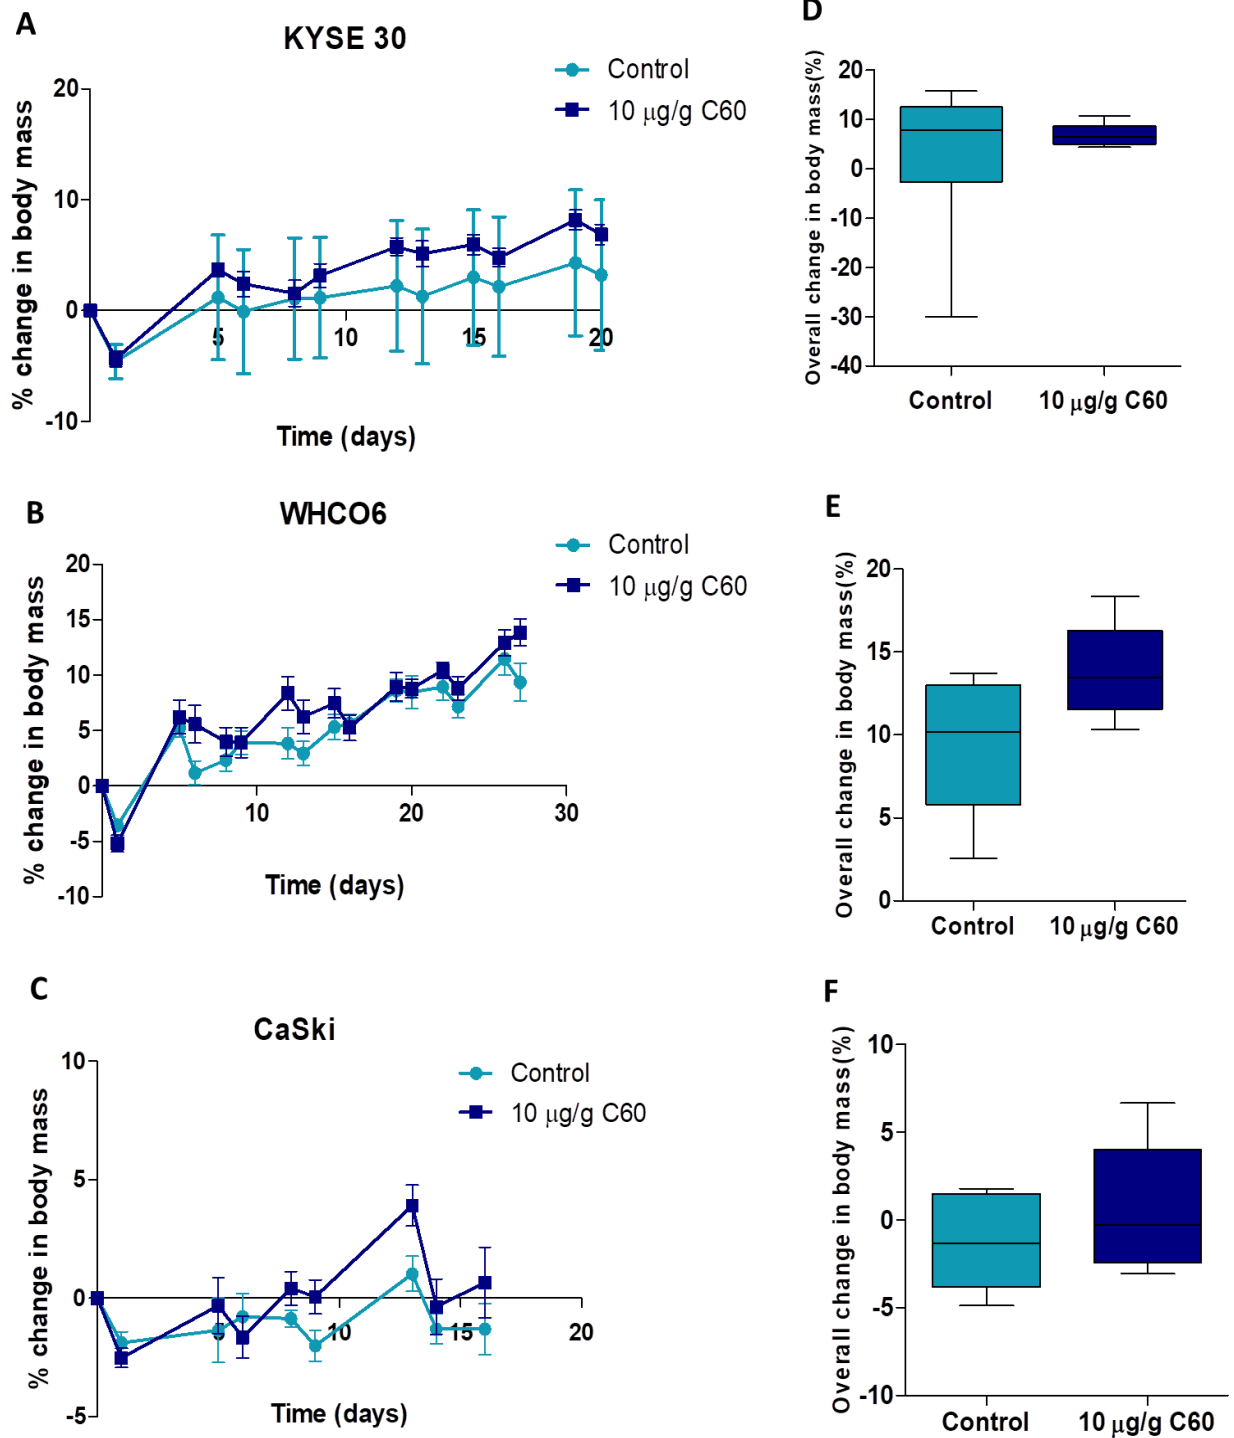 A
KYSE 30
Control
10 μg/g C60
% change in body mass
20
10
0
-10
5
10
15
20
Time (days)
D
Overall change in body mass(%)
20
10
0
-10
-20
-30
-40
Control
10 μg/g C60
B
WHCO6
Control
10 μg/g C60
% change in body mass
20
15
10
5
0
-5
-10
10
20
30
Time (days)
E
Overall change in body mass(%)
20
15
10
5
0
Control
10 μg/g C60
C
CaSki
Control
10 μg/g C60
% change in body mass
10
5
0
-5
5
10
15
20
Time (days)
F
Overall change in body mass(%)
10
5
0
-5
-10
Control
10 μg/g C60